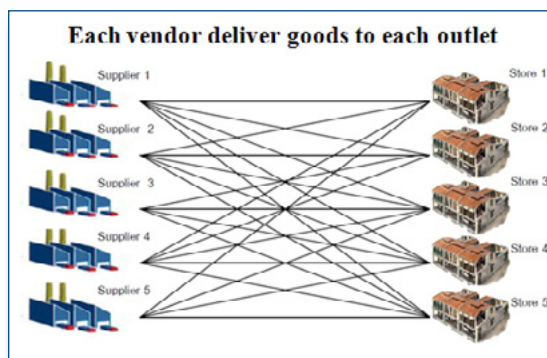 Each vendor deliver goods to each outlet
Supplier 1
Store 1
Supplier 2
Store 2
Supplier 3
Store 3
Supplier 4
Store 4
Supplier 5
Store 5